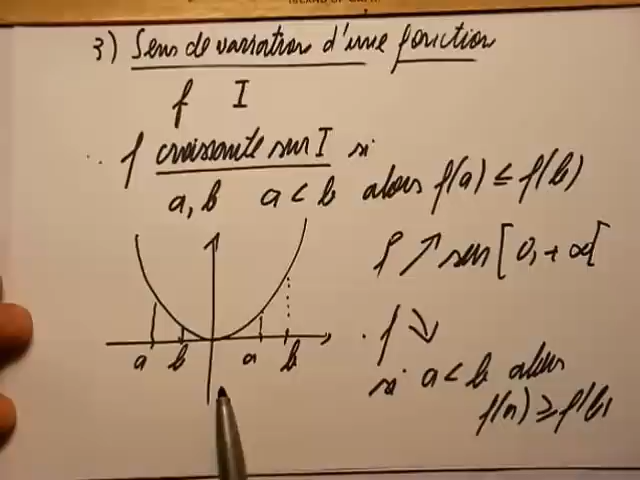 3) Sens de variation d'une fonction
f I
. f croissante sur I si
a, b a < b alors f(a) ≤ f(b)
f ↗ sur [0, +∞[
. f ↘
si a < b alors
f(a) ≥ f(b)
a b a b